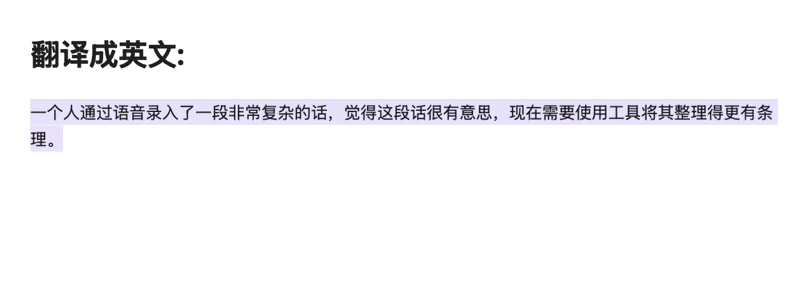 翻译成英文:
一个人通过语音录入了一段非常复杂的话，觉得这段话很有意思，现在需要使用工具将其整理得更有条
理。